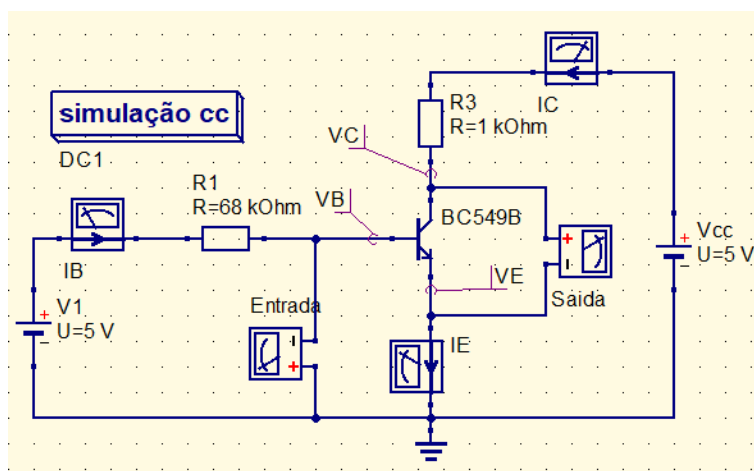 simulação cc
DC1
IC
R3
R=1 kOhm
VC
R1
R=68 kOhm
VB
BC549B
IB
V1
U=5 V
Entrada
VE
Saida
Vcc
U=5 V
IE